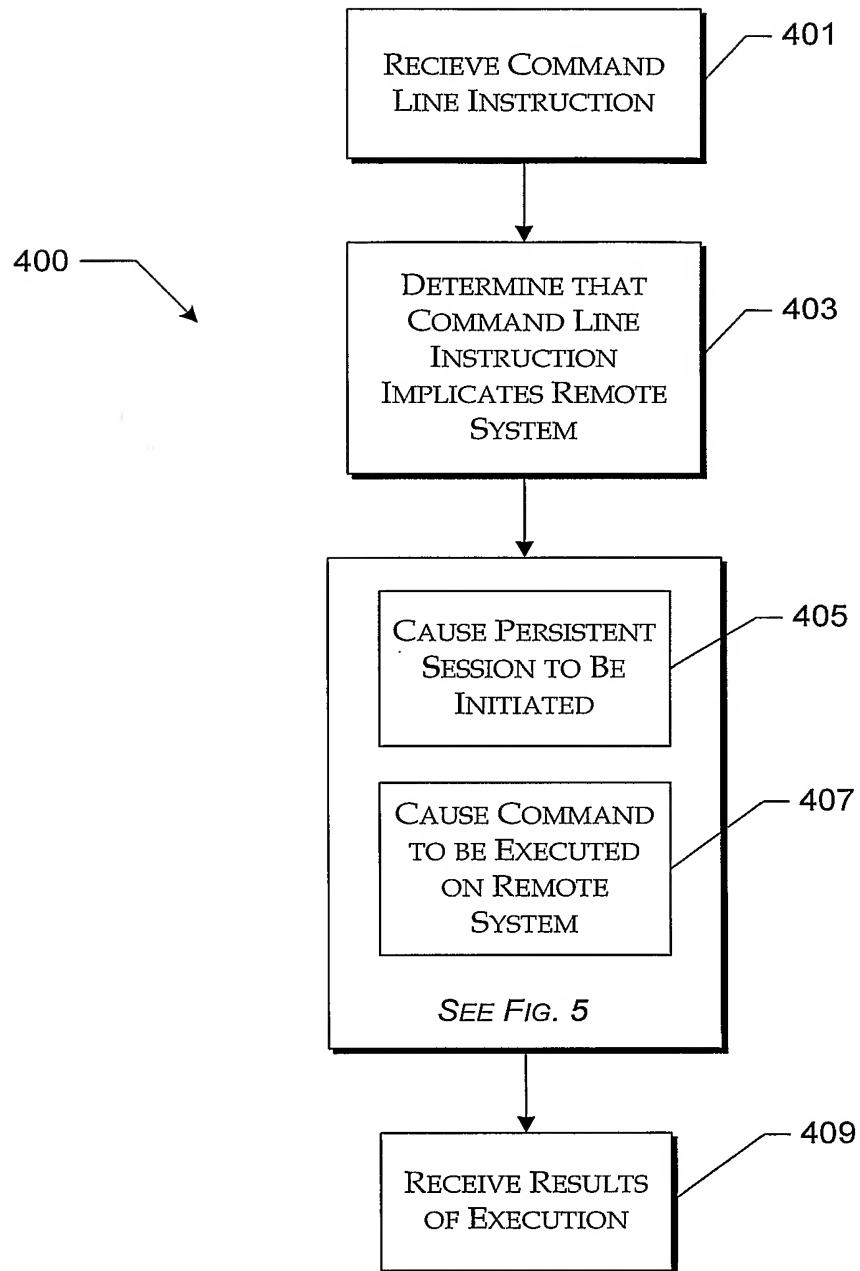 401
RECIEVE COMMAND
LINE INSTRUCTION
400
DETERMINE THAT
COMMAND LINE
INSTRUCTION
IMPLICATES REMOTE
SYSTEM
403
CAUSE PERSISTENT
SESSION TO BE
INITIATED
405
CAUSE COMMAND
TO BE EXECUTED
ON REMOTE
SYSTEM
407
SEE FIG. 5
RECEIVE RESULTS
OF EXECUTION
409